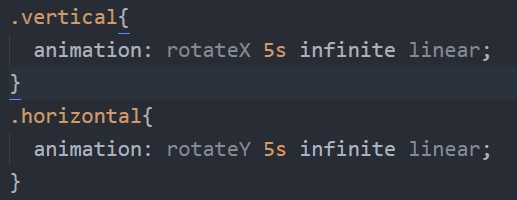 .vertical{
  animation: rotateX 5s infinite linear;
}
.horizontal{
  animation: rotateY 5s infinite linear;
}